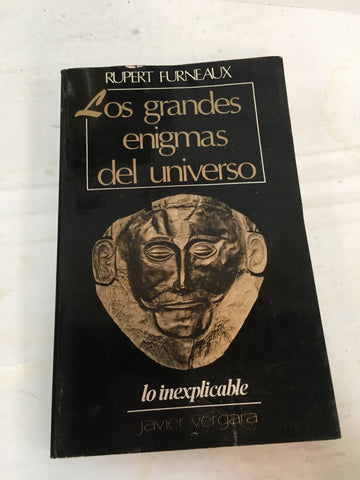 RUPERT FURNEAUX
Los grandes
enigmas
del universo
lo inexplicable
javier vergara